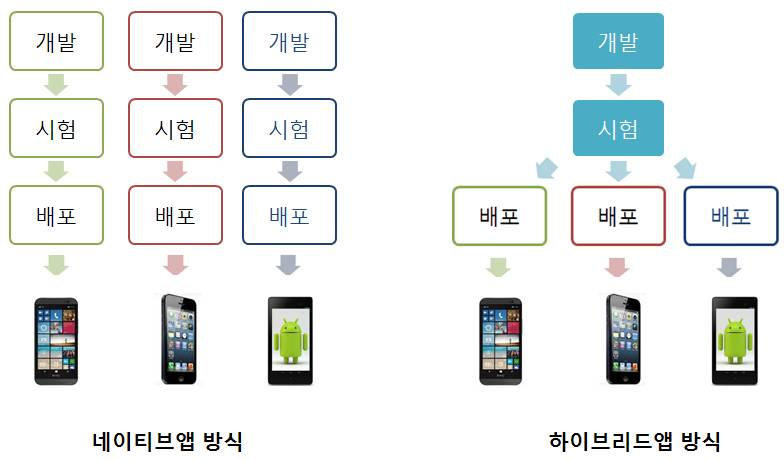 개발 개발 개발 개발
시험 시험 시험 시험
배포 배포 배포 배포 배포 배포
네이티브앱 방식 하이브리드앱 방식